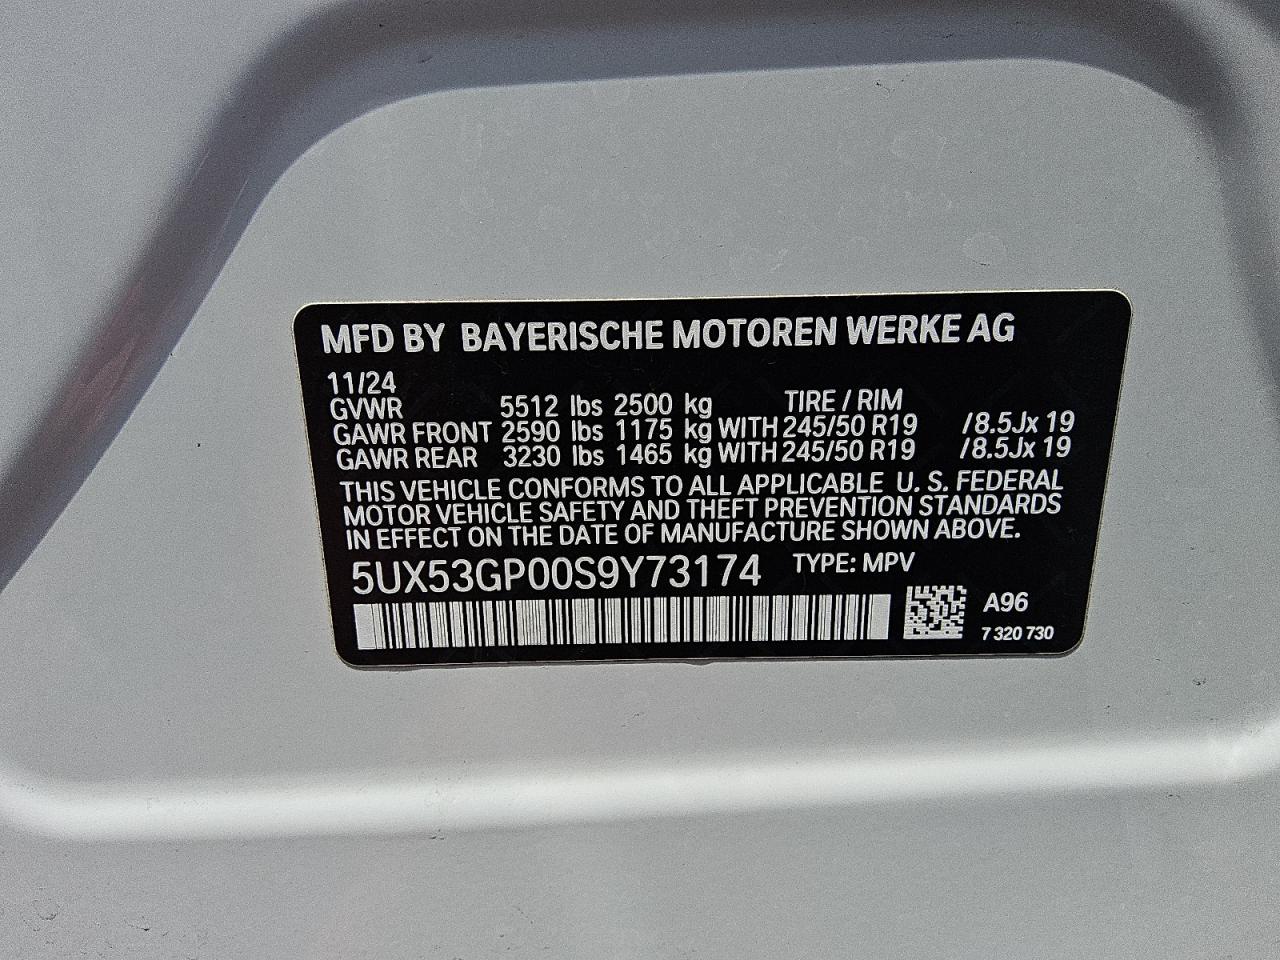 MFD BY BAYERISCHE MOTOREN WERKE AG
11/24
GVWR 5512 lbs 2500 kg TIRE / RIM
GAWR FRONT 2590 lbs 1175 kg WITH 245/50 R19 /8.5Jx 19
GAWR REAR 3230 lbs 1465 kg WITH 245/50 R19 /8.5Jx 19
THIS VEHICLE CONFORMS TO ALL APPLICABLE U. S. FEDERAL
MOTOR VEHICLE SAFETY AND THEFT PREVENTION STANDARDS
IN EFFECT ON THE DATE OF MANUFACTURE SHOWN ABOVE.
5UX53GP00S9Y73174 TYPE: MPV
A96
7 320 730